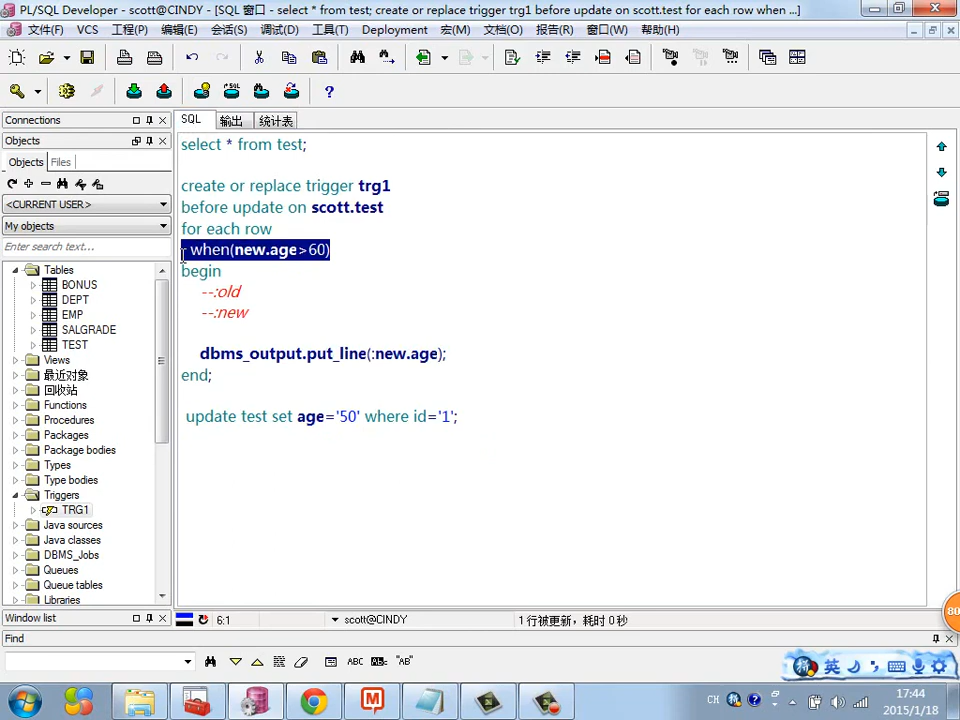 PL/SQL Developer - scott@CINDY - [SQL 窗口 - select * from test; create or replace trigger trg1 before update on scott.test for each row when ...]
文件(F) VCS 工程(P) 编辑(E) 会话(S) 调试(D) 工具(T) Deployment 宏(M) 文档(O) 报告(R) 窗口(W) 帮助(H)
Connections
Objects
Objects Files
<CURRENT USER>
My objects
Enter search text...
Tables
BONUS
DEPT
EMP
SALGRADE
TEST
Views
最近对象
回收站
Functions
Procedures
Packages
Package bodies
Types
Type bodies
Triggers
TRG1
Java sources
Java classes
DBMS_Jobs
Queues
Queue tables
Libraries
Window list
SQL 输出 统计表
select * from test;
create or replace trigger trg1
before update on scott.test
for each row
when(new.age>60)
begin
--:old
--:new
dbms_output.put_line(:new.age);
end;
update test set age='50' where id='1';
6:1 scott@CINDY 1行被更新，耗时 0秒
Find
ABC "AB"
英
80
CH 17:44
2015/1/18